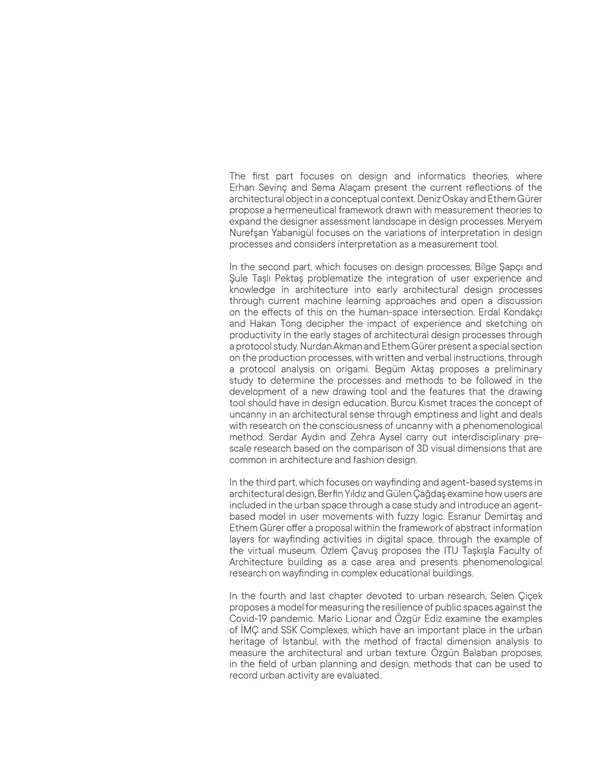 The first part focuses on design and informatics theories, where
Erhan Sevinç and Sema Alaçam present the current reflections of the
architectural object in a conceptual context. Deniz Oskay and Ethem Gürer
propose a hermeneutical framework drawn with measurement theories to
expand the designer assessment landscape in design processes. Meryem
Nurefşan Yabanigül focuses on the variations of interpretation in design
processes and considers interpretation as a measurement tool.
In the second part, which focuses on design processes, Bilge Şapçı and
Şule Taşlı Pektaş problematize the integration of user experience and
knowledge in architecture into early architectural design processes
through current machine learning approaches and open a discussion
on the effects of this on the human-space intersection. Erdal Kondakçı
and Hakan Tong decipher the impact of experience and sketching on
productivity in the early stages of architectural design processes through
a protocol study. Nurdan Akman and Ethem Gürer present a special section
on the production processes, with written and verbal instructions, through
a protocol analysis on origami. Begüm Aktaş proposes a preliminary
study to determine the processes and methods to be followed in the
development of a new drawing tool and the features that the drawing
tool should have in design education. Burcu Kısmet traces the concept of
uncanny in an architectural sense through emptiness and light and deals
with research on the consciousness of uncanny with a phenomenological
method. Serdar Aydın and Zehra Aysel carry out interdisciplinary pre-
scale research based on the comparison of 3D visual dimensions that are
common in architecture and fashion design.
In the third part, which focuses on wayfinding and agent-based systems in
architectural design, Berfin Yıldız and Gülen Çağdaş examine how users are
included in the urban space through a case study and introduce an agent-
based model in user movements with fuzzy logic. Esranur Demirtaş and
Ethem Gürer offer a proposal within the framework of abstract information
layers for wayfinding activities in digital space, through the example of
the virtual museum. Özlem Çavuş proposes the ITU Taşkışla Faculty of
Architecture building as a case area and presents phenomenological
research on wayfinding in complex educational buildings.
In the fourth and last chapter devoted to urban research, Selen Çiçek
proposes a model for measuring the resilience of public spaces against the
Covid-19 pandemic. Mario Lionar and Özgür Ediz examine the examples
of İMÇ and SSK Complexes, which have an important place in the urban
heritage of Istanbul, with the method of fractal dimension analysis to
measure the architectural and urban texture. Özgün Balaban proposes,
in the field of urban planning and design, methods that can be used to
record urban activity are evaluated..